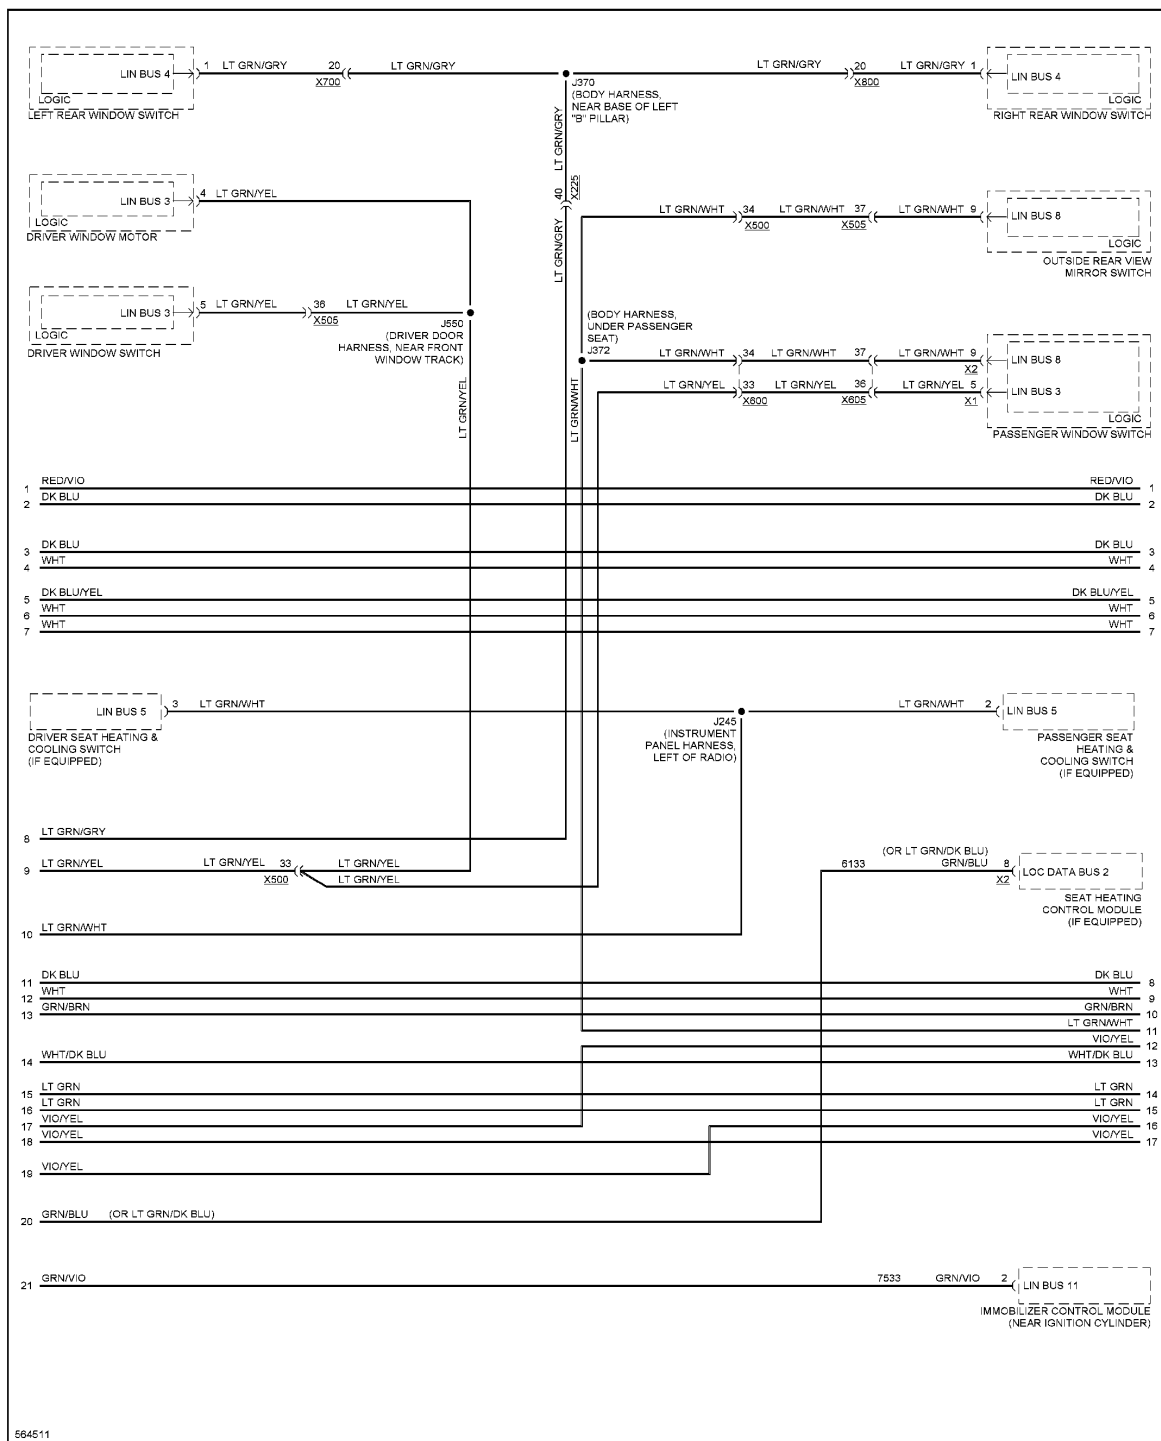 LIN BUS 4
LOGIC
LEFT REAR WINDOW SWITCH
1
LT GRN/GRY
20
X700
LT GRN/GRY
J370
(BODY HARNESS,
NEAR BASE OF LEFT
"B" PILLAR)
LT GRN/GRY
20
X800
LT GRN/GRY
1
LIN BUS 4
LOGIC
RIGHT REAR WINDOW SWITCH
LT GRN/GRY
40
X225
LT GRN/GRY
LIN BUS 3
LOGIC
DRIVER WINDOW MOTOR
4
LT GRN/YEL
LT GRN/WHT
34
X500
LT GRN/WHT
37
X505
LT GRN/WHT
9
LIN BUS 8
LOGIC
OUTSIDE REAR VIEW
MIRROR SWITCH
LIN BUS 3
LOGIC
DRIVER WINDOW SWITCH
5
LT GRN/YEL
36
X505
LT GRN/YEL
J550
(DRIVER DOOR
HARNESS, NEAR FRONT
WINDOW TRACK)
LT GRN/YEL
(BODY HARNESS,
UNDER PASSENGER
SEAT)
J372
LT GRN/WHT
LT GRN/WHT
34
LT GRN/WHT
37
LT GRN/WHT
9
X2
LIN BUS 8
LT GRN/YEL
33
X600
LT GRN/YEL
36
X605
LT GRN/YEL
5
X1
LIN BUS 3
LOGIC
PASSENGER WINDOW SWITCH
1 RED/VIO RED/VIO 1
2 DK BLU DK BLU 2
3 DK BLU DK BLU 3
4 WHT WHT 4
5 DK BLU/YEL DK BLU/YEL 5
6 WHT WHT 6
7 WHT WHT 7
LIN BUS 5
3
LT GRN/WHT
DRIVER SEAT HEATING &
COOLING SWITCH
(IF EQUIPPED)
J245
(INSTRUMENT
PANEL HARNESS,
LEFT OF RADIO)
LT GRN/WHT
2
LIN BUS 5
PASSENGER SEAT
HEATING &
COOLING SWITCH
(IF EQUIPPED)
8 LT GRN/GRY
9 LT GRN/YEL
LT GRN/YEL
33
X500
LT GRN/YEL
LT GRN/YEL
6133
(OR LT GRN/DK BLU)
GRN/BLU
8
X2
LOC DATA BUS 2
SEAT HEATING
CONTROL MODULE
(IF EQUIPPED)
10 LT GRN/WHT
11 DK BLU DK BLU 8
12 WHT WHT 9
13 GRN/BRN GRN/BRN 10
LT GRN/WHT 11
VIO/YEL 12
14 WHT/DK BLU WHT/DK BLU 13
15 LT GRN LT GRN 14
16 LT GRN LT GRN 15
17 VIO/YEL VIO/YEL 16
18 VIO/YEL VIO/YEL 17
19 VIO/YEL
20 GRN/BLU (OR LT GRN/DK BLU)
21 GRN/VIO 7533 GRN/VIO 2
LIN BUS 11
IMMOBILIZER CONTROL MODULE
(NEAR IGNITION CYLINDER)
564511